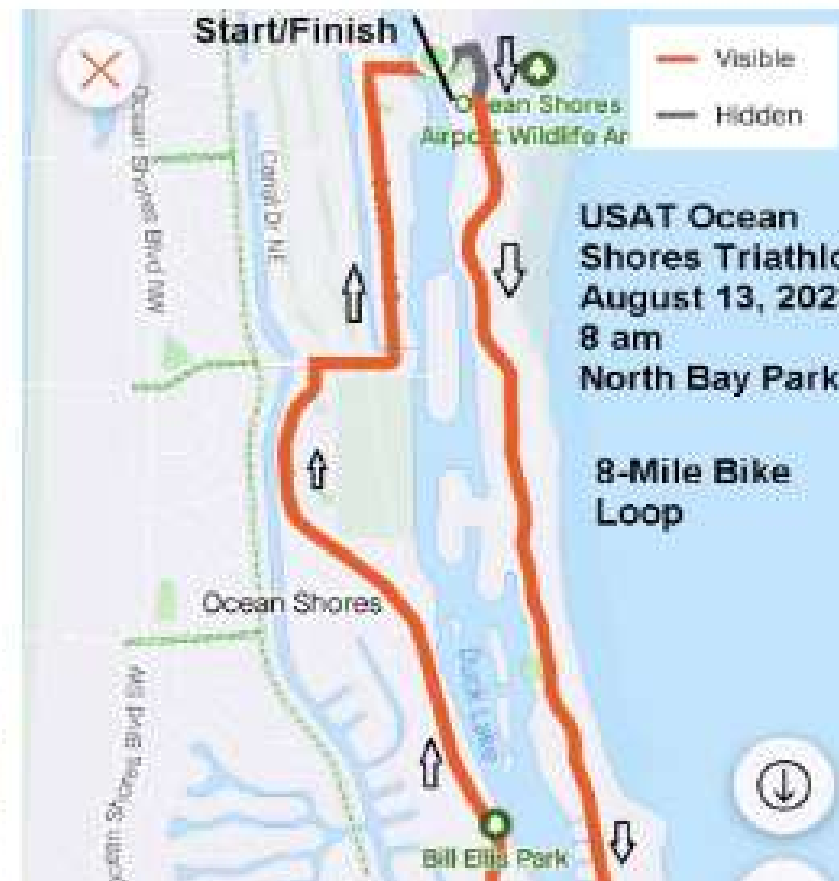 Start/Finish
Visible
Hidden
Ocean Shores
Airport Wildlife Ar
Ocean Shores Blvd NW
Canal Dr NE
USAT Ocean
Shores Triathlo
August 13, 202
8 am
North Bay Park
8-Mile Bike
Loop
Ocean Shores
Duck Lake
Bill Ellis Park